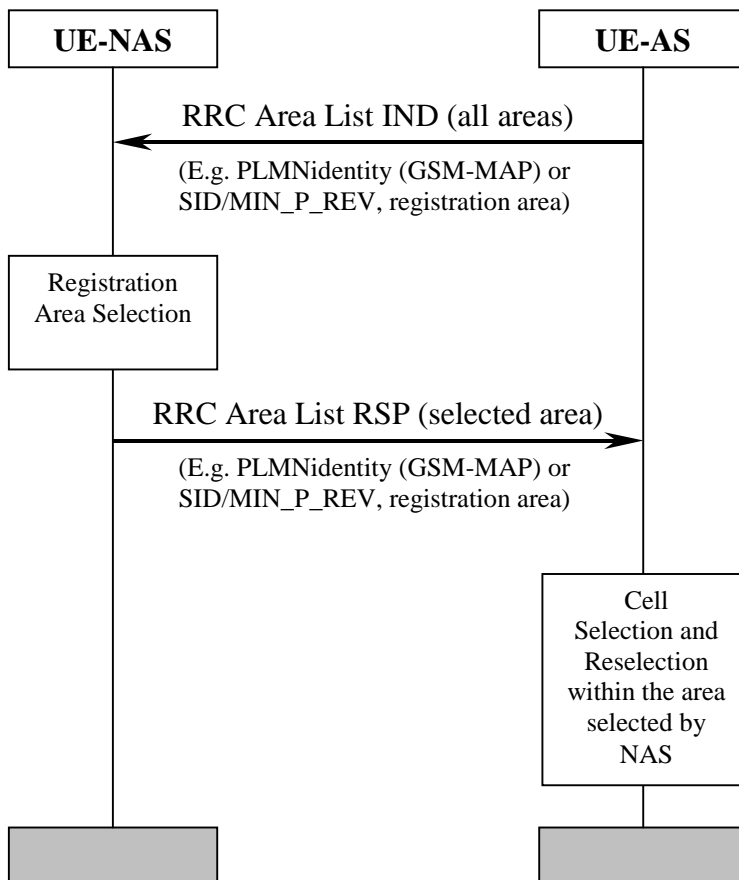 UE-NAS
UE-AS
RRC Area List IND (all areas)
(E.g. PLMNidentity (GSM-MAP) or
SID/MIN_P_REV, registration area)
Registration
Area Selection
RRC Area List RSP (selected area)
(E.g. PLMNidentity (GSM-MAP) or
SID/MIN_P_REV, registration area)
Cell
Selection and
Reselection
within the area
selected by
NAS